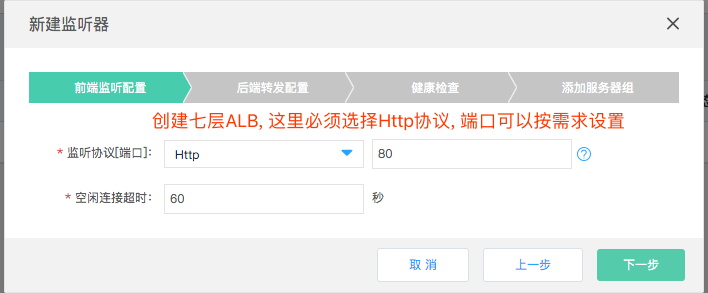 新建监听器
前端监听配置
后端转发配置
健康检查
添加服务器组
创建七层ALB, 这里必须选择Http协议, 端口可以按需求设置
* 监听协议[端口]: Http 80
* 空闲连接超时: 60 秒
取 消
上一步
下一步